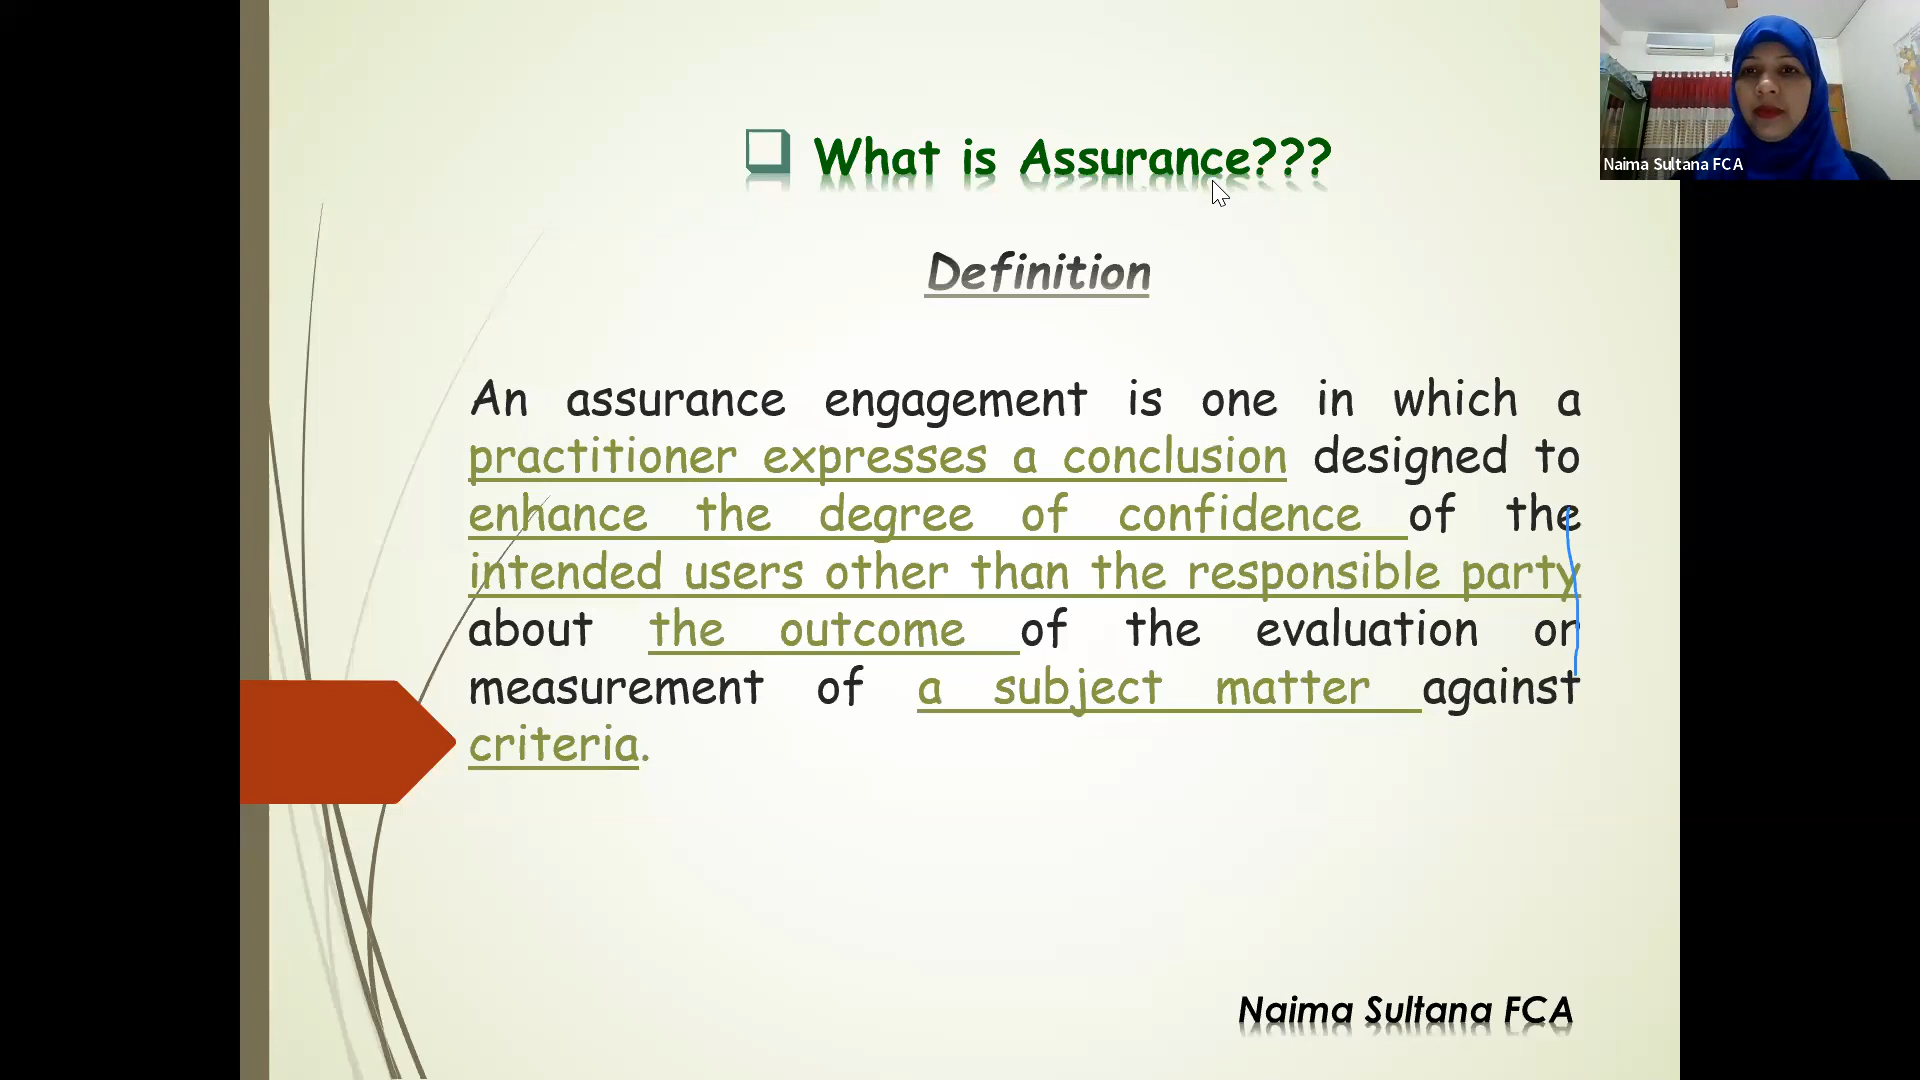 What is Assurance???
Naima Sultana FCA
Definition
An assurance engagement is one in which a
practitioner expresses a conclusion designed to
enhance the degree of confidence of the
intended users other than the responsible party
about the outcome of the evaluation or
measurement of a subject matter against
criteria.
Naima Sultana FCA